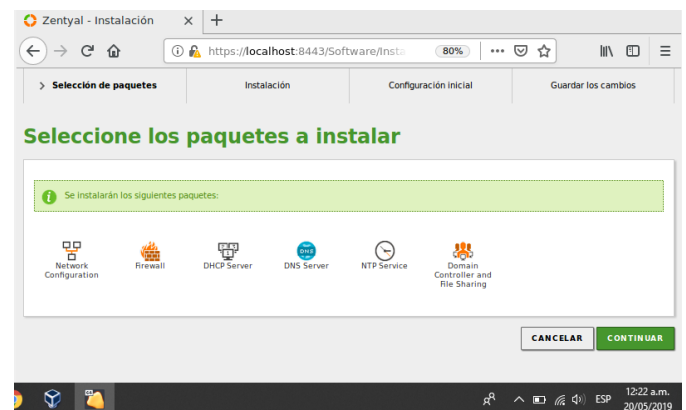 Zentyal - Instalación
https://localhost:8443/Software/Insta
80%
Selección de paquetes
Instalación
Configuración inicial
Guardar los cambios
Seleccione los paquetes a instalar
Se instalarán los siguientes paquetes:
Network
Configuration
Firewall
DHCP Server
DNS
DNS Server
NTP Service
Domain
Controller and
File Sharing
CANCELAR
CONTINUAR
ESP
12:22 a.m.
20/05/2019